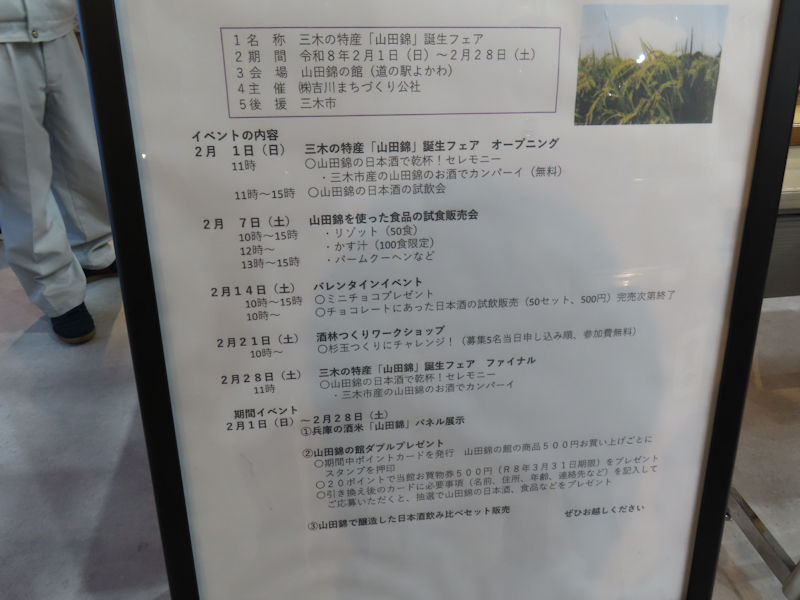 1 名　称　三木の特産「山田錦」誕生フェア
2 期　間　令和8年2月1日（日）～2月28日（土）
3 会　場　山田錦の館（道の駅よかわ）
4 主　催　㈱吉川まちづくり公社
5 後　援　三木市
イベントの内容
2月　1日（日）　三木の特産「山田錦」誕生フェア　オープニング
11時　〇山田錦の日本酒で乾杯！セレモニー
・三木市産の山田錦のお酒でカンパーイ（無料）
11時～15時　〇山田錦の日本酒の試飲会
2月　7日（土）　山田錦を使った食品の試食販売会
10時～15時　・リゾット（50食）
12時～　・かす汁（100食限定）
13時～15時　・バームクーヘンなど
2月14日（土）　バレンタインイベント
10時～15時　〇ミニチョコプレゼント
10時～　〇チョコレートにあった日本酒の試飲販売（50セット、500円）完売次第終了
2月21日（土）　酒林つくりワークショップ
10時～　〇杉玉つくりにチャレンジ！（募集5名当日申し込み順、参加費無料）
2月28日（土）　三木の特産「山田錦」誕生フェア　ファイナル
11時　〇山田錦の日本酒で乾杯！セレモニー
・三木市産の山田錦のお酒でカンパーイ
期間イベント
2月1日（日）～2月28日（土）
①兵庫の酒米「山田錦」パネル展示
②山田錦の館ダブルプレゼント
〇期間中ポイントカードを発行　山田錦の館の商品500円お買い上げごとに
スタンプを押印
〇20ポイントで当館お買物券500円（R8年3月31日期限）をプレゼント
〇引き換え後のカードに必要事項（名前、住所、年齢、連絡先など）を記入して
ご応募いただくと、抽選で山田錦の日本酒、食品などをプレゼント
③山田錦で醸造した日本酒飲み比べセット販売
ぜひお越しください